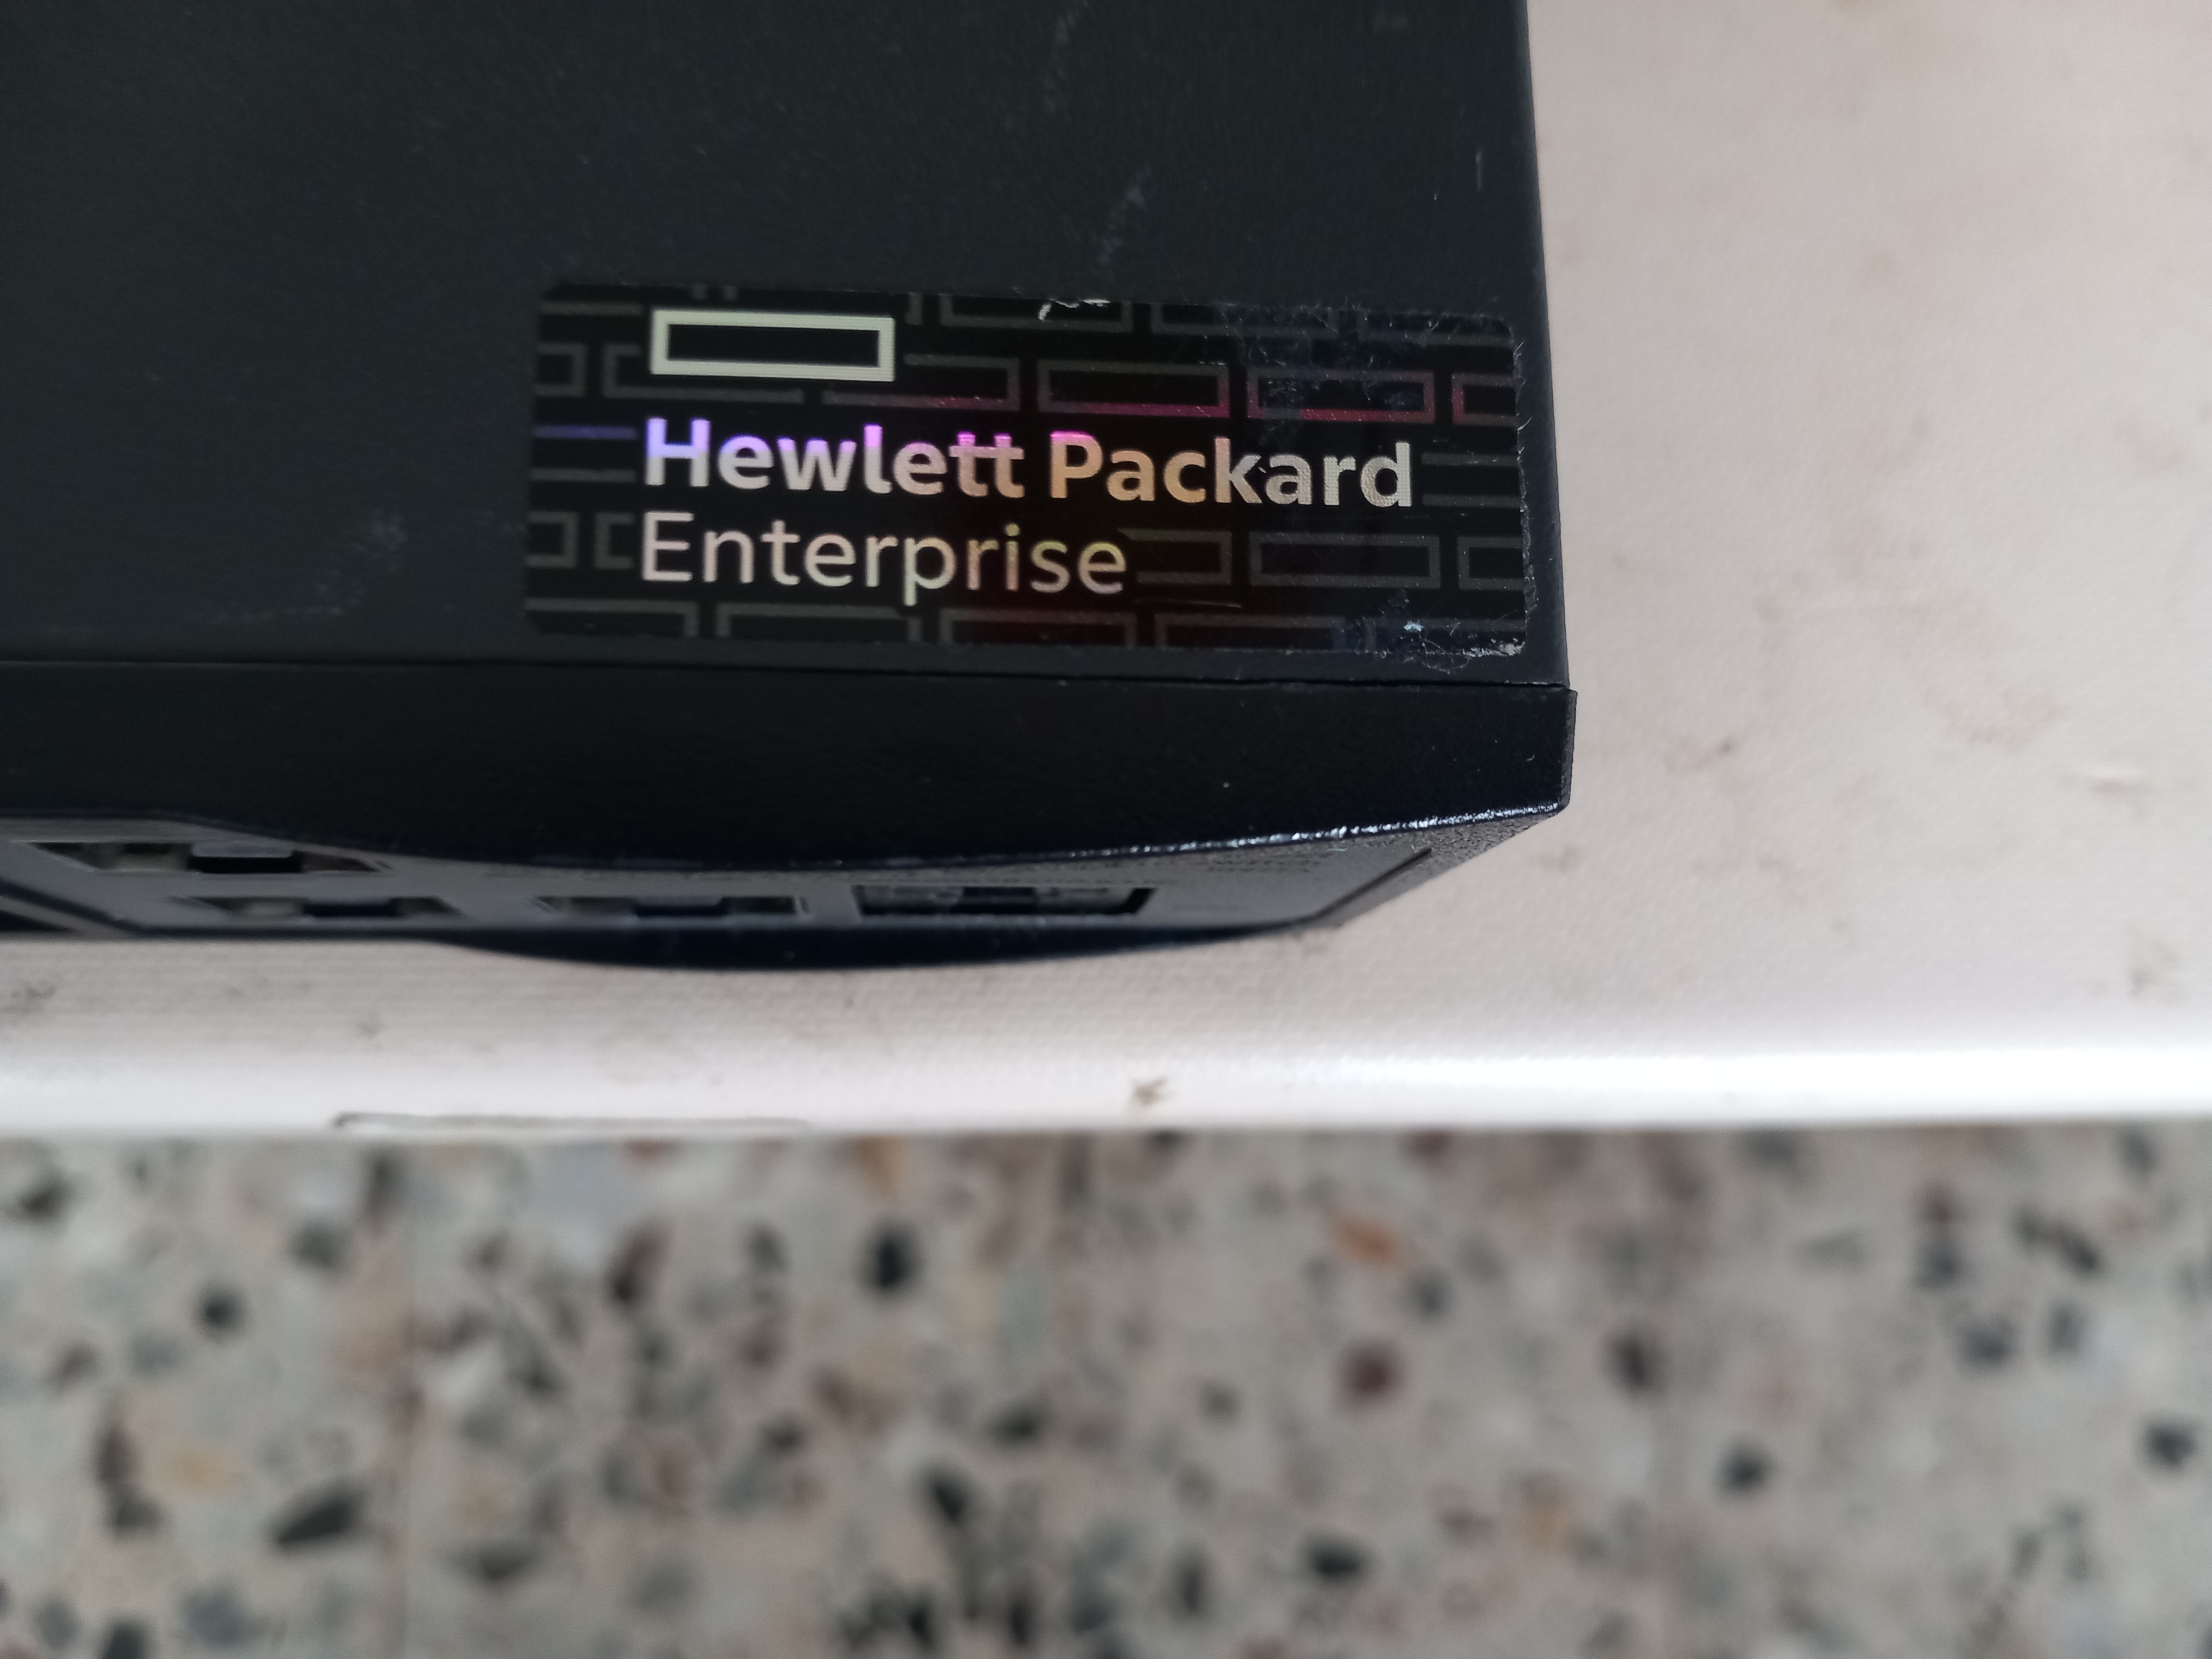 Hewlett Packard
Enterprise